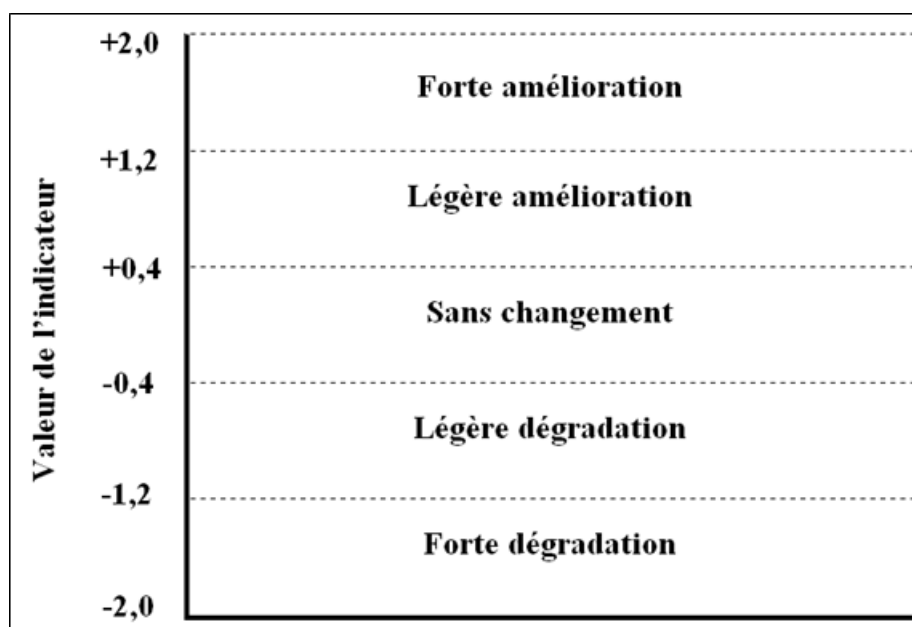 +2,0
Forte amélioration
+1,2
Légère amélioration
+0,4
Sans changement
-0,4
Légère dégradation
-1,2
Forte dégradation
-2,0
Valeur de l’indicateur